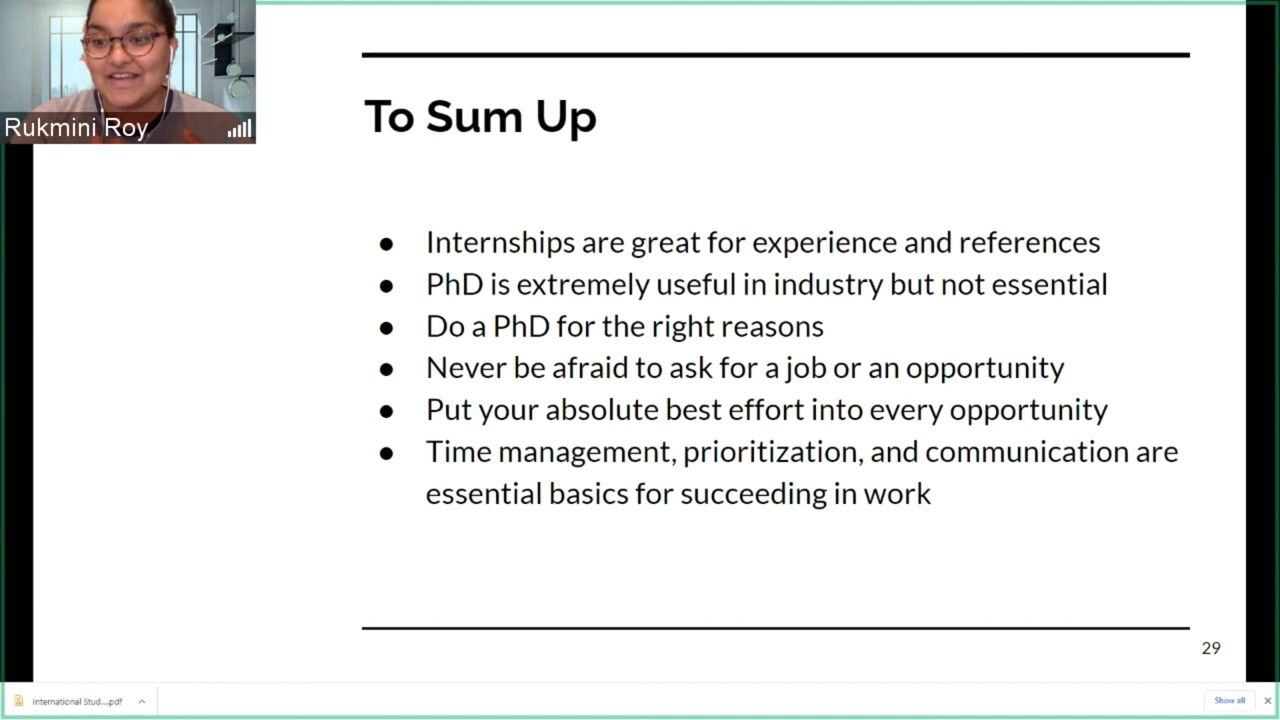 Rukmini Roy
To Sum Up
● Internships are great for experience and references
● PhD is extremely useful in industry but not essential
● Do a PhD for the right reasons
● Never be afraid to ask for a job or an opportunity
● Put your absolute best effort into every opportunity
● Time management, prioritization, and communication are
essential basics for succeeding in work
29
International Stud....pdf
Show all